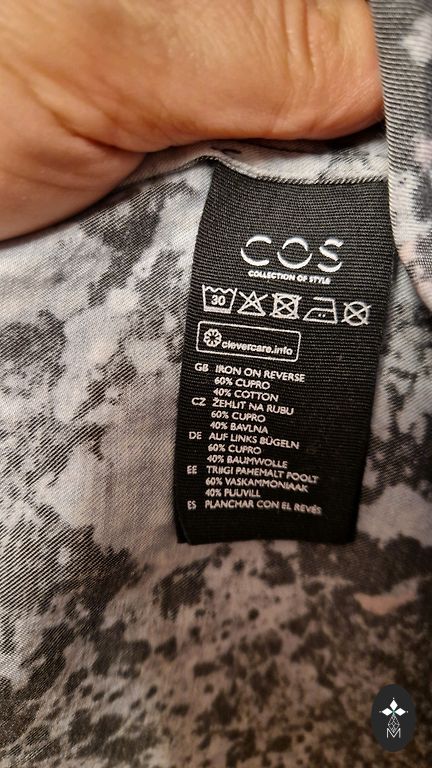 COS
COLLECTION OF STYLE
30
clevercare.info
GB IRON ON REVERSE
60% CUPRO
40% COTTON
CZ ŽEHLIT NA RUBU
60% CUPRO
40% BAVLNA
DE AUF LINKS BÜGELN
60% CUPRO
40% BAUMWOLLE
EE TRIIGI PAHEMALT POOLT
60% VASKAMMONIAAK
40% PUUVILL
ES PLANCHAR CON EL REVÉS
M